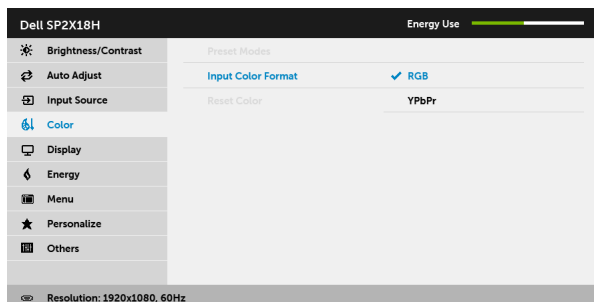 Dell SP2X18H Energy Use
Brightness/Contrast Preset Modes
Auto Adjust Input Color Format RGB
Input Source Reset Color YPbPr
Color
Display
Energy
Menu
Personalize
Others
Resolution: 1920x1080, 60Hz